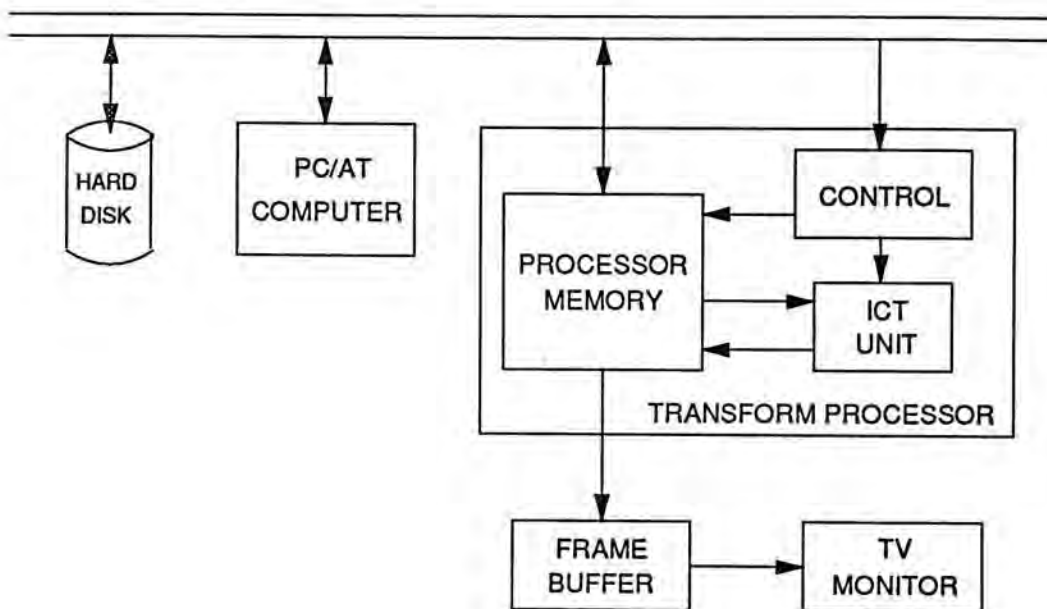 HARD
DISK
PC/AT
COMPUTER
PROCESSOR
MEMORY
CONTROL
ICT
UNIT
TRANSFORM PROCESSOR
FRAME
BUFFER
TV
MONITOR